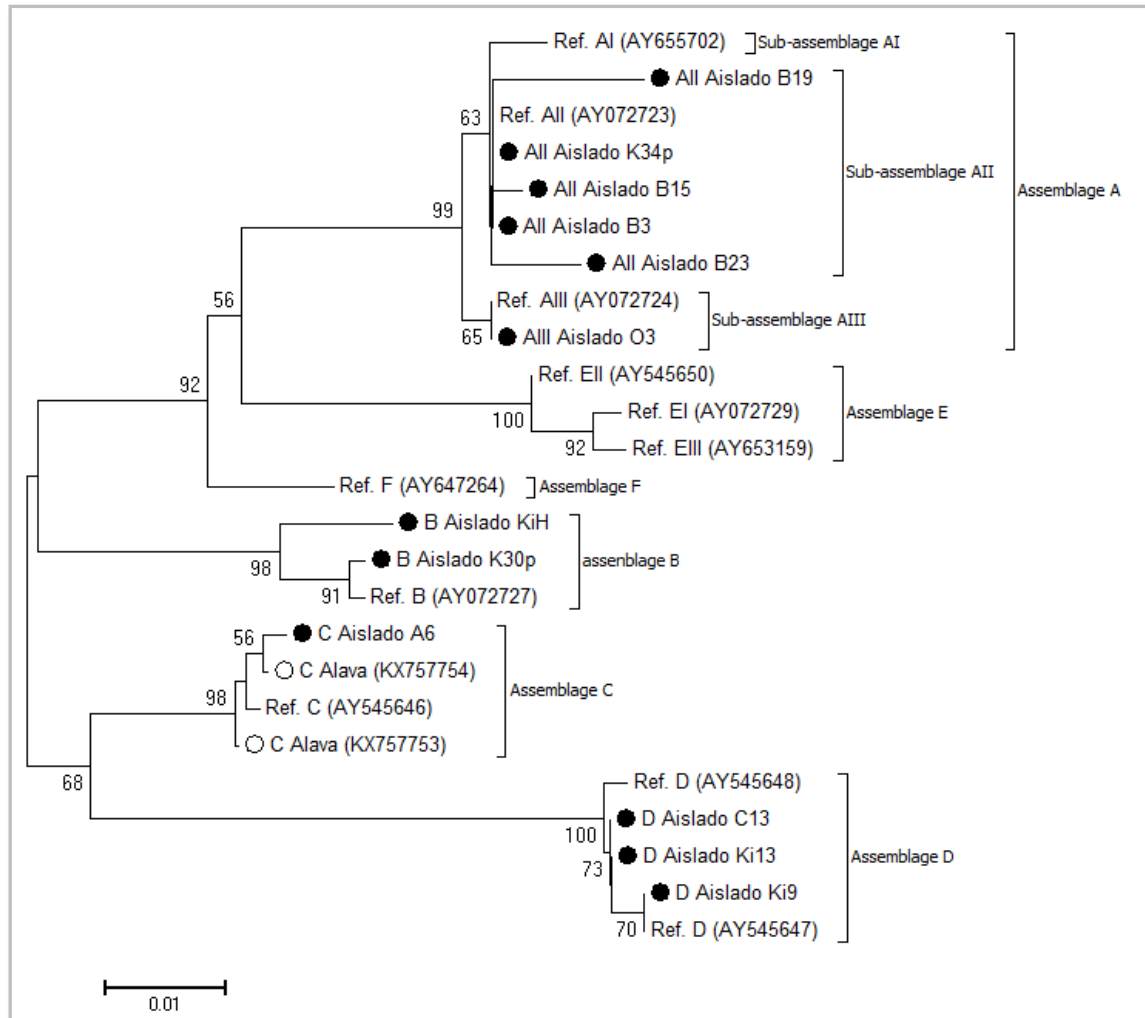 Ref. AI (AY655702) Sub-assemblage AI
AII Aislado B19
63
Ref. AII (AY072723)
AII Aislado K34p
Sub-assemblage AII
AII Aislado B15
Assemblage A
99
AII Aislado B3
AII Aislado B23
56
Ref. AIII (AY072724)
Sub-assemblage AIII
65
AIII Aislado O3
92
Ref. EII (AY545650)
100
Ref. EI (AY072729)
Assemblage E
92
Ref. EIII (AY653159)
Ref. F (AY647264) Assemblage F
B Aislado KiH
98
B Aislado K30p
assenblage B
91
Ref. B (AY072727)
56
C Aislado A6
C Alava (KX757754)
Assemblage C
98
Ref. C (AY545646)
C Alava (KX757753)
68
Ref. D (AY545648)
100
D Aislado C13
73
D Aislado Ki13
Assemblage D
D Aislado Ki9
70
Ref. D (AY545647)
0.01